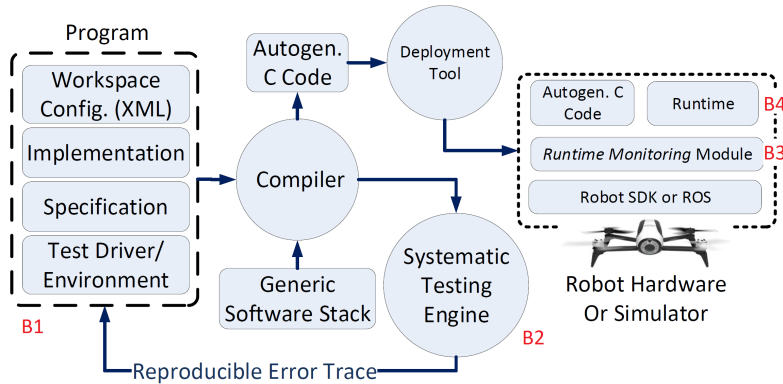 Program
Workspace
Config. (XML)
Implementation
Specification
Test Driver/
Environment
B1
Autogen.
C Code
Compiler
Generic
Software Stack
Deployment
Tool
Systematic
Testing
Engine
B2
Reproducible Error Trace
Autogen. C
Code
Runtime
B4
Runtime Monitoring Module
B3
Robot SDK or ROS
Robot Hardware
Or Simulator